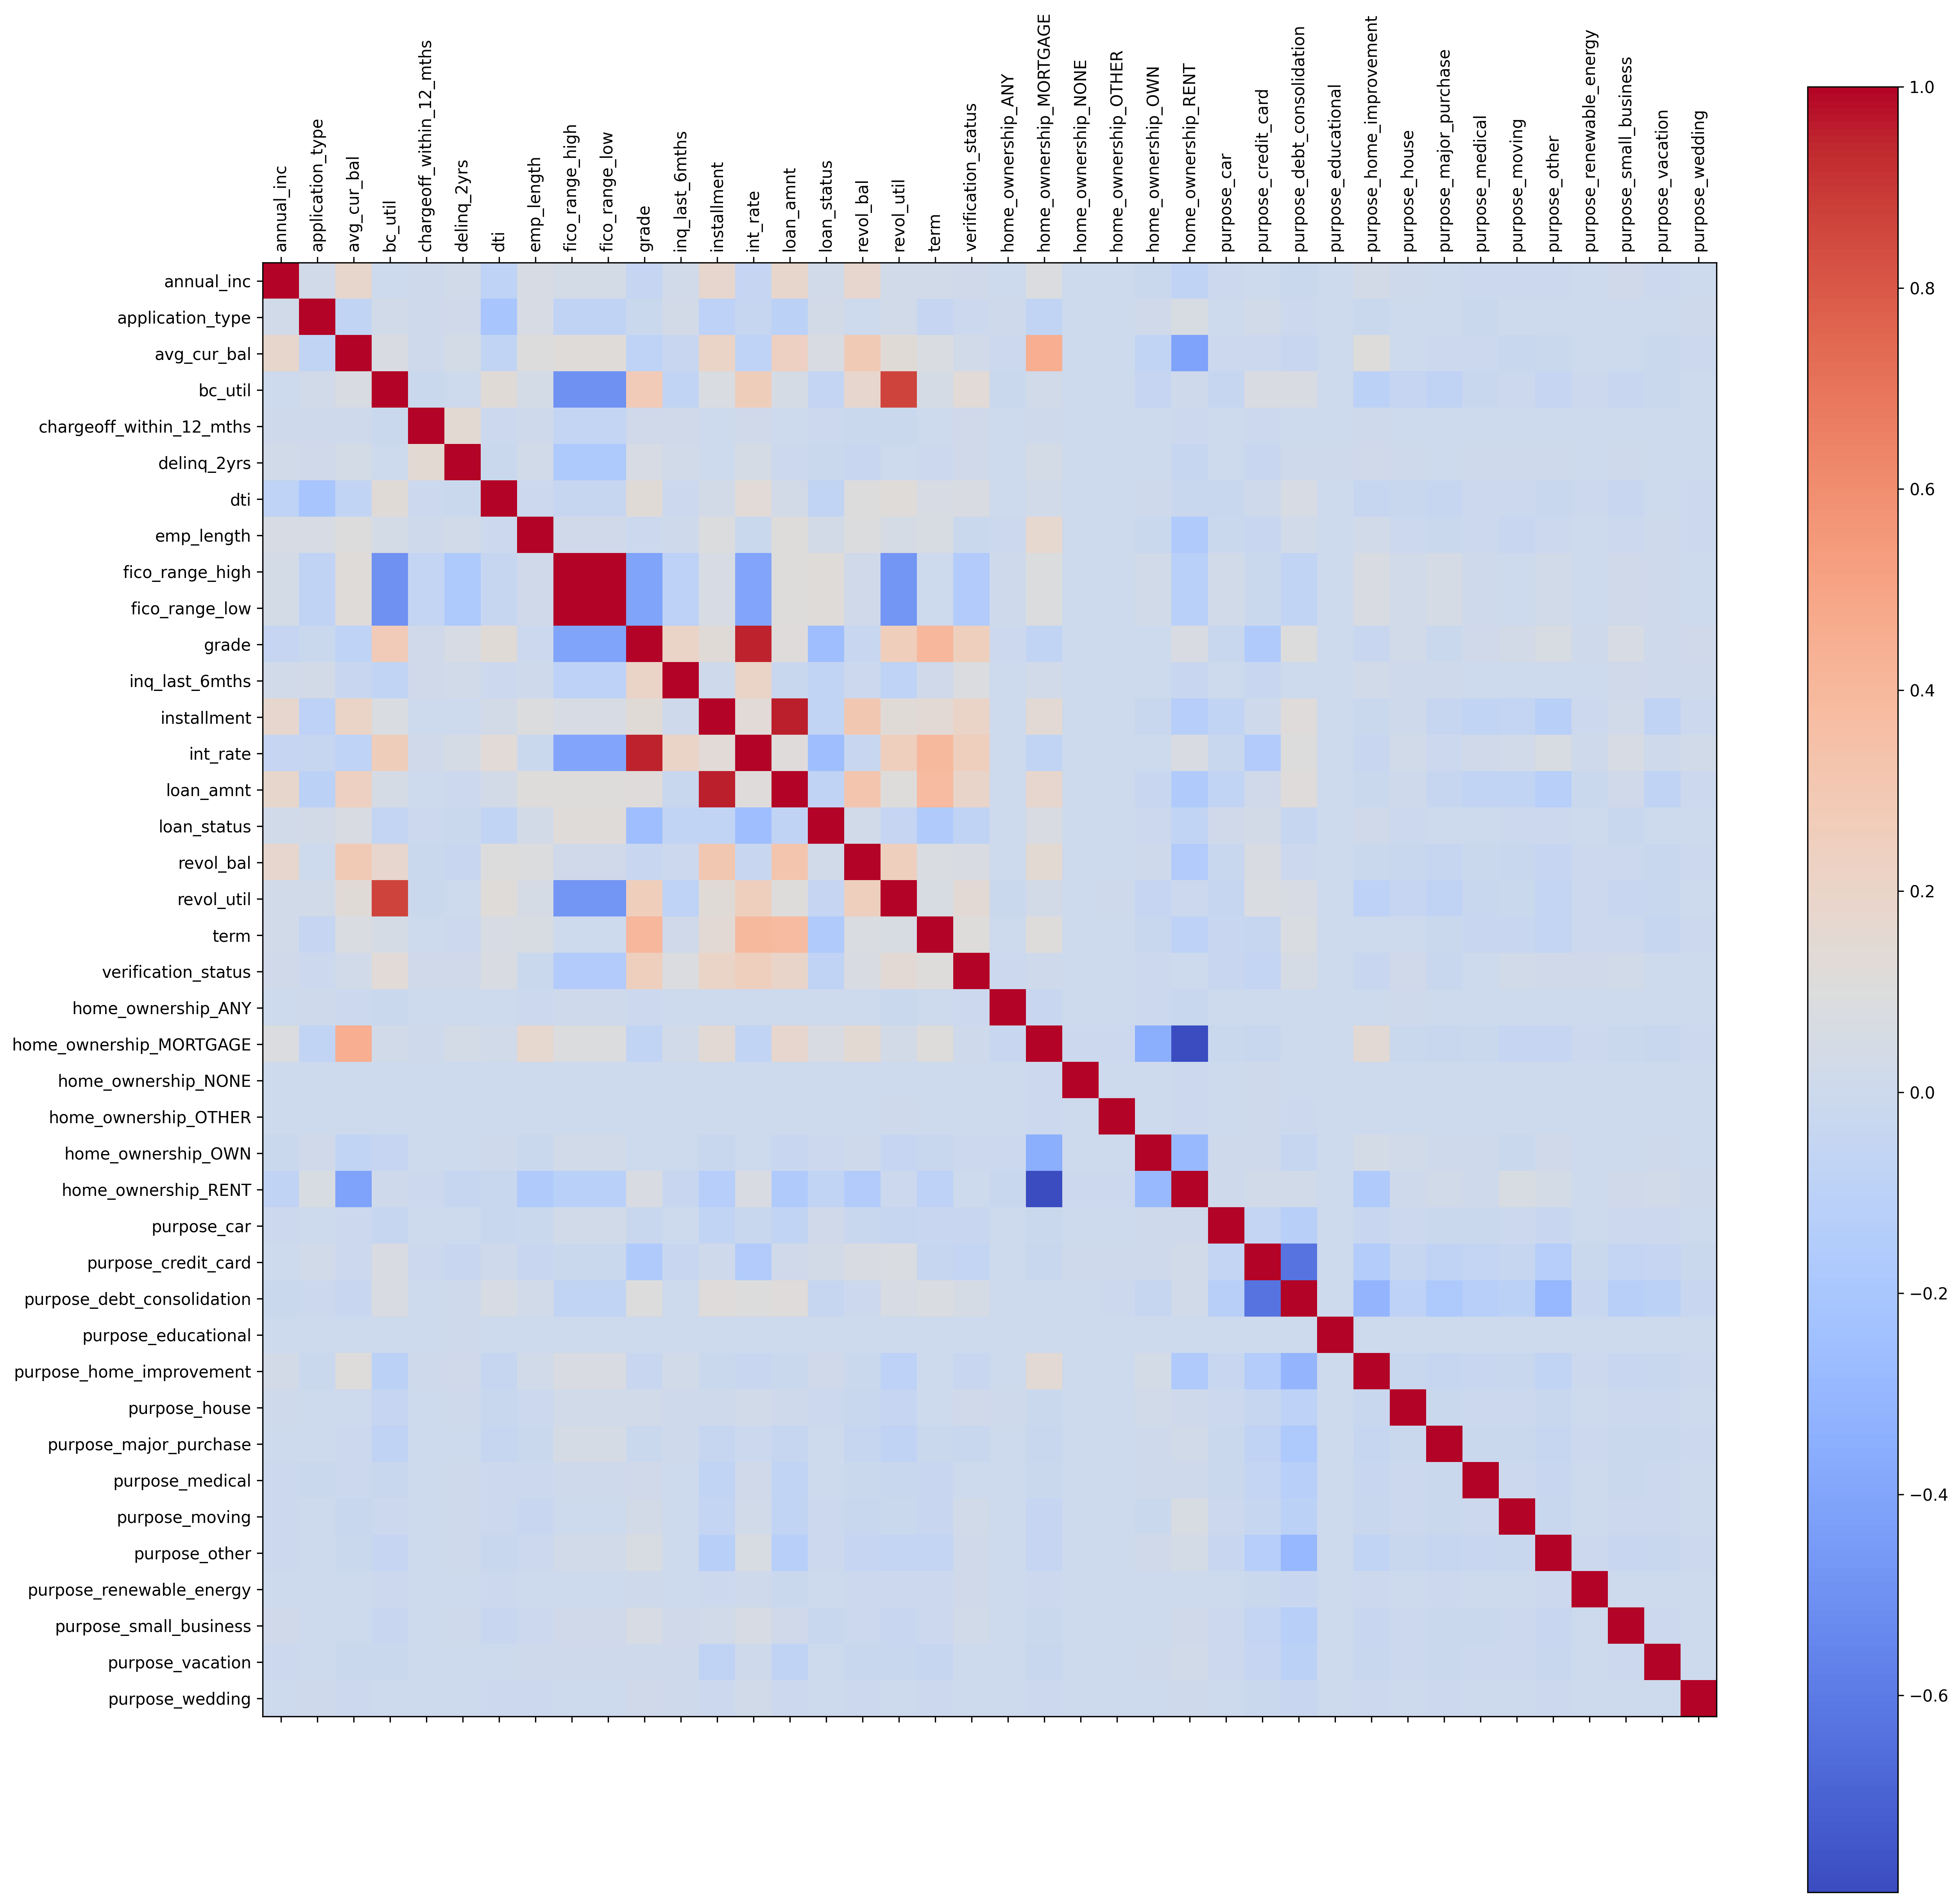 annual_inc
application_type
avg_cur_bal
bc_util
chargeoff_within_12_mths
delinq_2yrs
dti
emp_length
fico_range_high
fico_range_low
grade
inq_last_6mths
installment
int_rate
loan_amnt
loan_status
revol_bal
revol_util
term
verification_status
home_ownership_ANY
home_ownership_MORTGAGE
home_ownership_NONE
home_ownership_OTHER
home_ownership_OWN
home_ownership_RENT
purpose_car
purpose_credit_card
purpose_debt_consolidation
purpose_educational
purpose_home_improvement
purpose_house
purpose_major_purchase
purpose_medical
purpose_moving
purpose_other
purpose_renewable_energy
purpose_small_business
purpose_vacation
purpose_wedding
annual_inc
application_type
avg_cur_bal
bc_util
chargeoff_within_12_mths
delinq_2yrs
dti
emp_length
fico_range_high
fico_range_low
grade
inq_last_6mths
installment
int_rate
loan_amnt
loan_status
revol_bal
revol_util
term
verification_status
home_ownership_ANY
home_ownership_MORTGAGE
home_ownership_NONE
home_ownership_OTHER
home_ownership_OWN
home_ownership_RENT
purpose_car
purpose_credit_card
purpose_debt_consolidation
purpose_educational
purpose_home_improvement
purpose_house
purpose_major_purchase
purpose_medical
purpose_moving
purpose_other
purpose_renewable_energy
purpose_small_business
purpose_vacation
purpose_wedding
1.0
0.8
0.6
0.4
0.2
0.0
−0.2
−0.4
−0.6